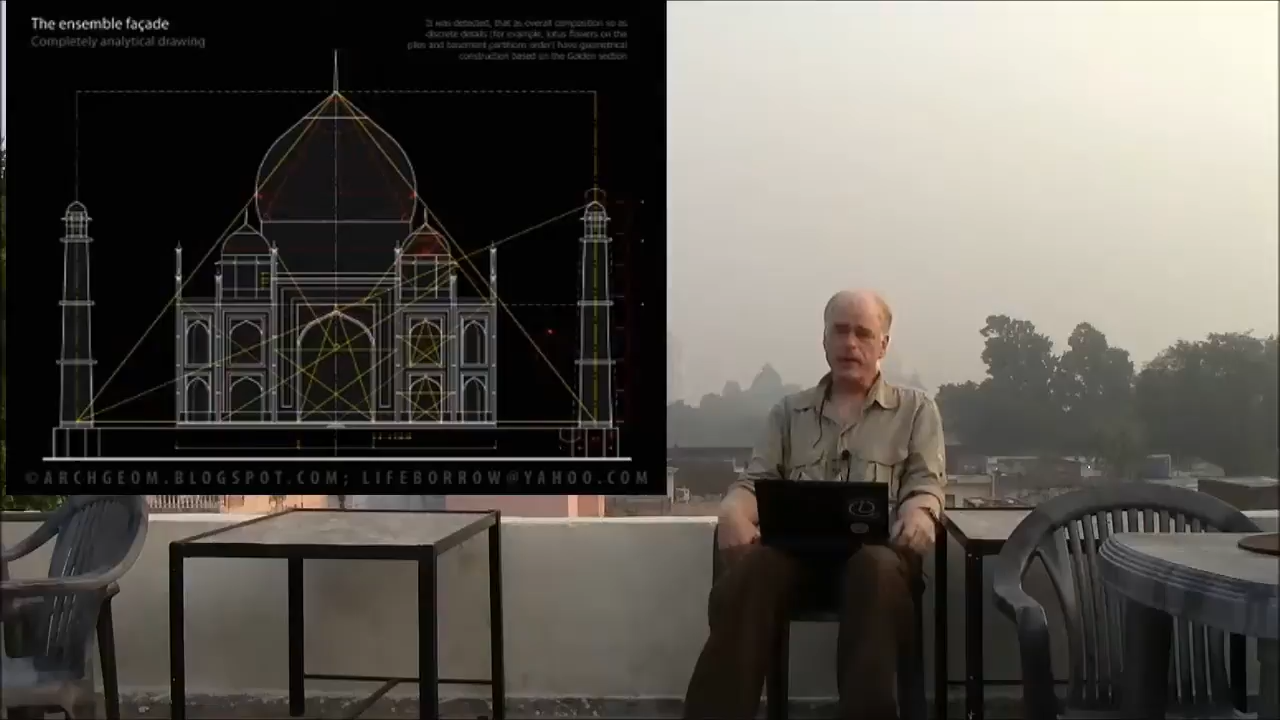 The ensemble façade
Completely analytical drawing
It was detected, that as overall composition so as
discrete details (for example, lotus flowers on the
piles and basement partitions order) have geometrical
construction based on the Golden section
©ARCHGEOM.BLOGSPOT.COM; LIFEBORROW@YAHOO.COM